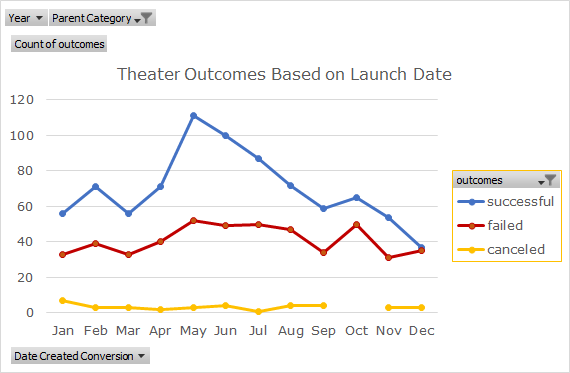 Year Parent Category
Count of outcomes
Theater Outcomes Based on Launch Date
120
100
80
60
40
20
0
Jan Feb Mar Apr May Jun Jul Aug Sep Oct Nov Dec
outcomes
successful
failed
canceled
Date Created Conversion